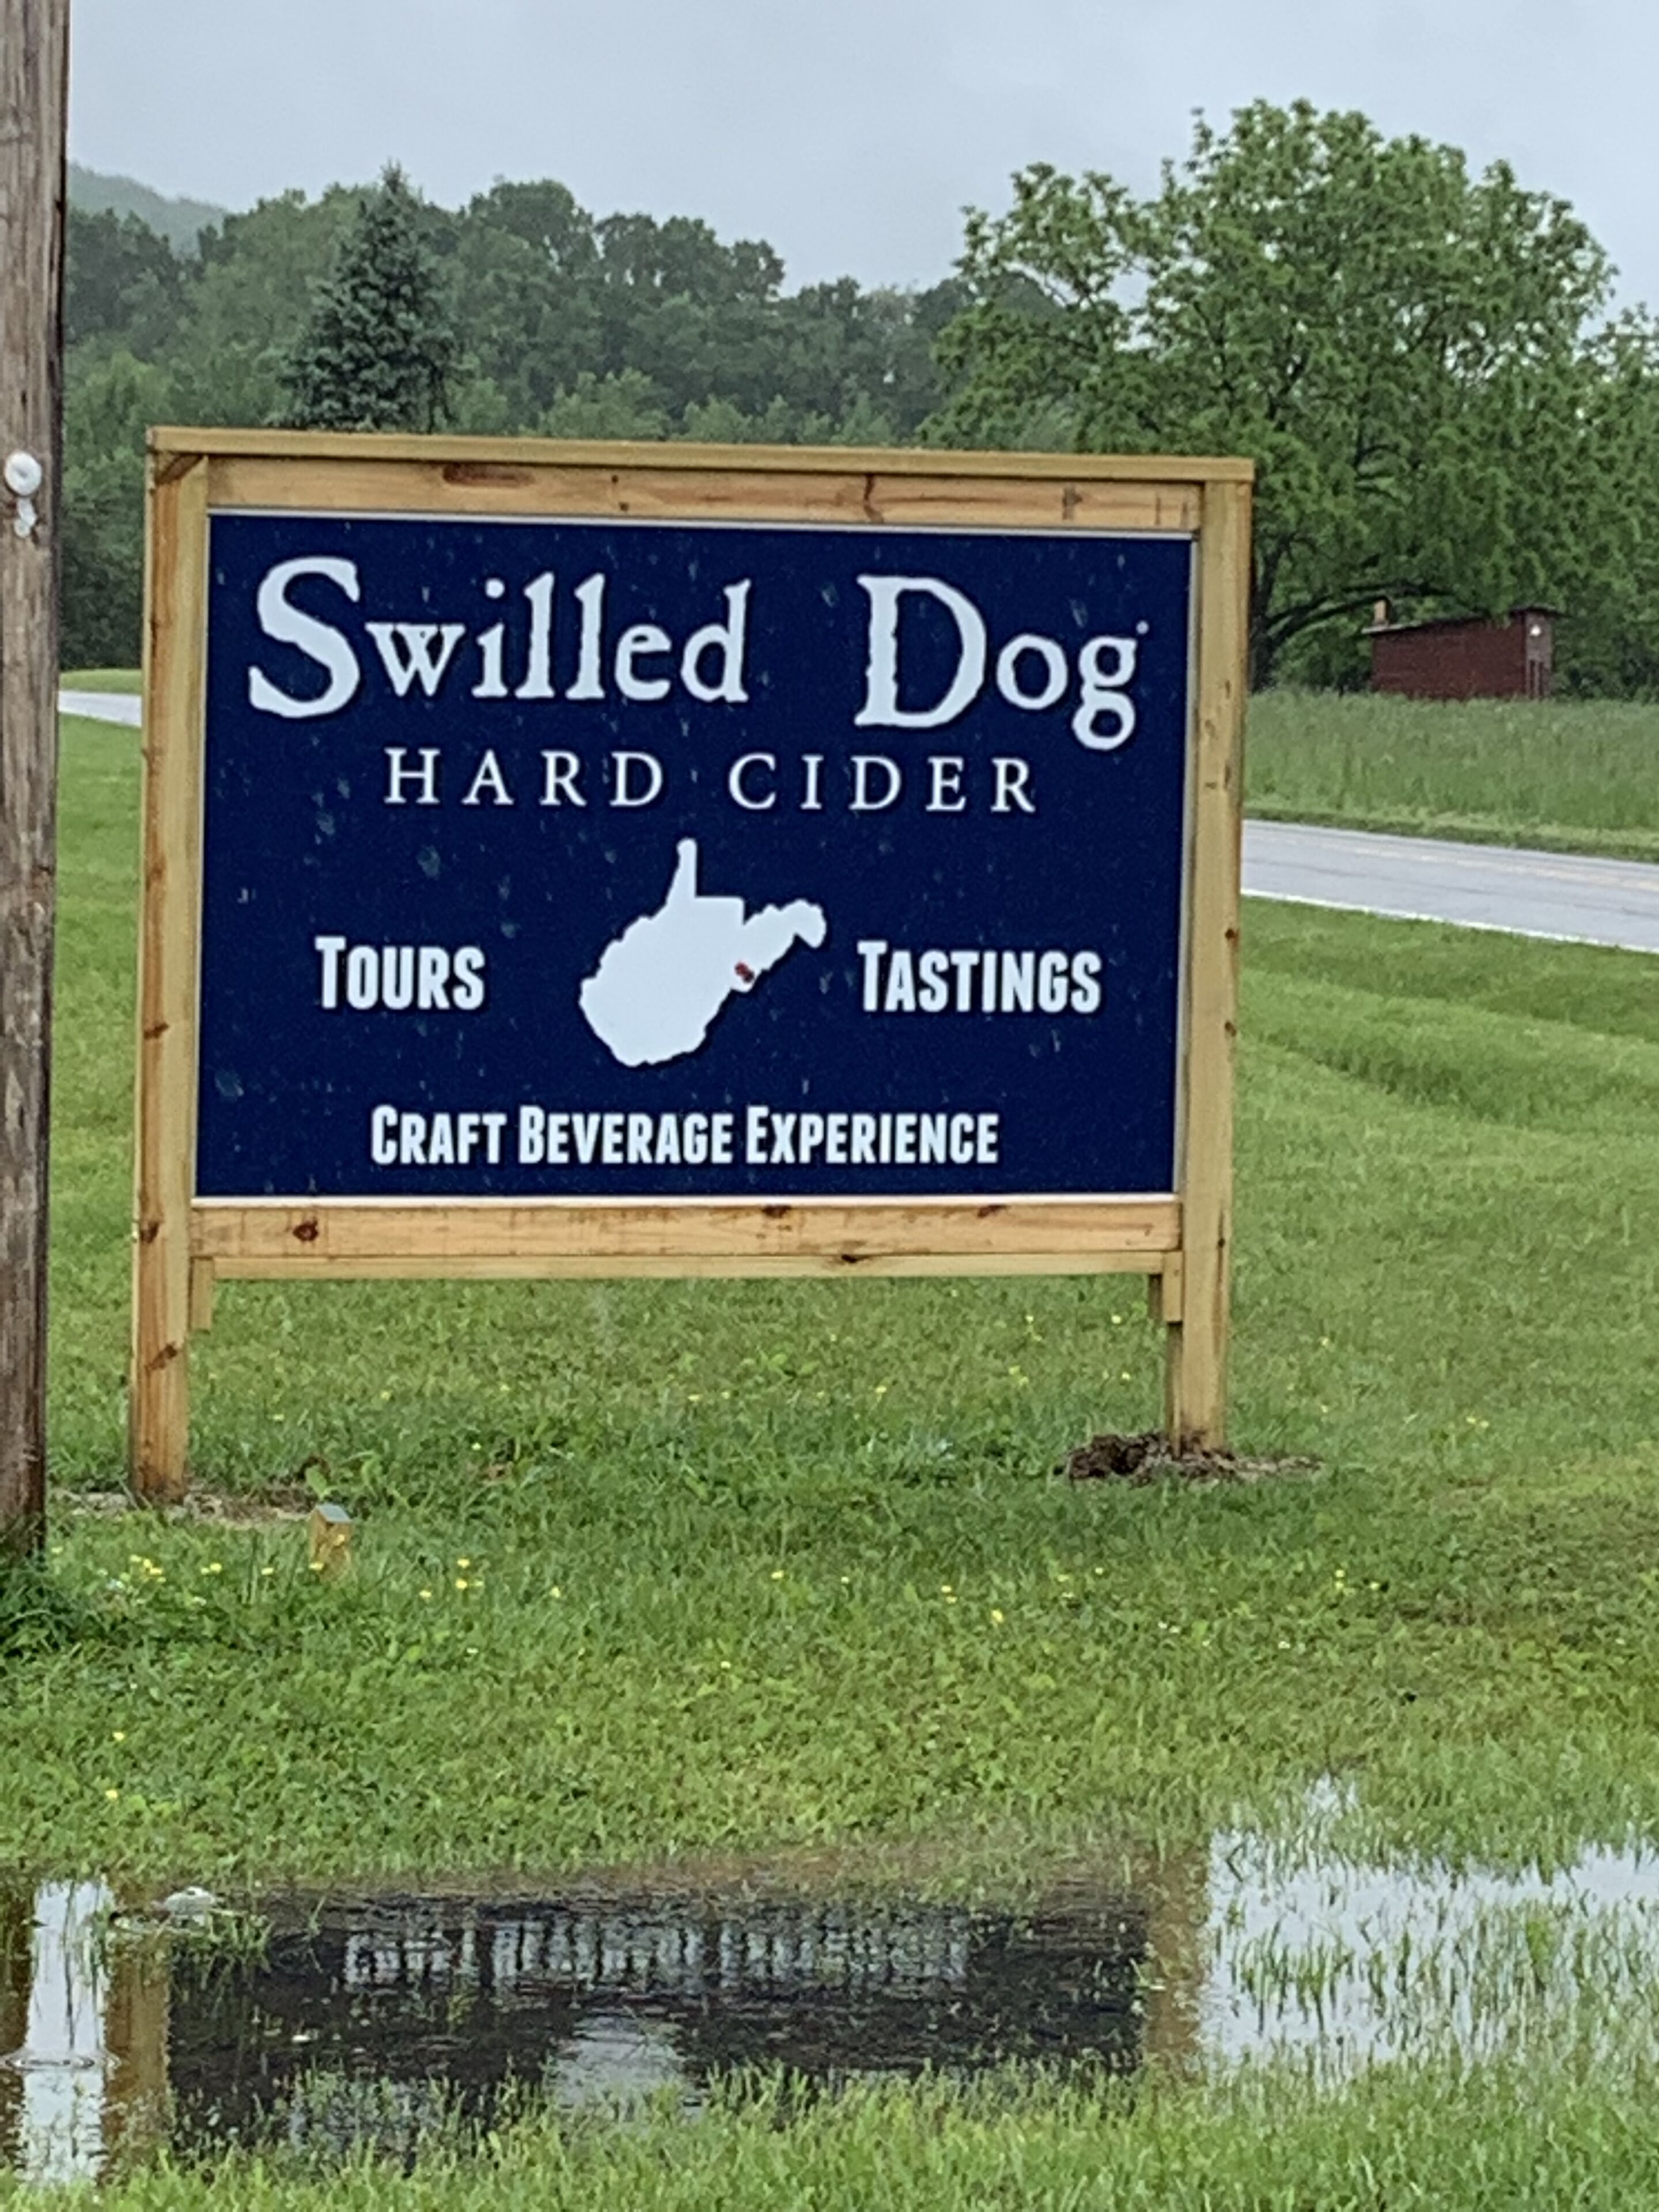 Swilled Dog
HARD CIDER
TOURS TASTINGS
CRAFT BEVERAGE EXPERIENCE